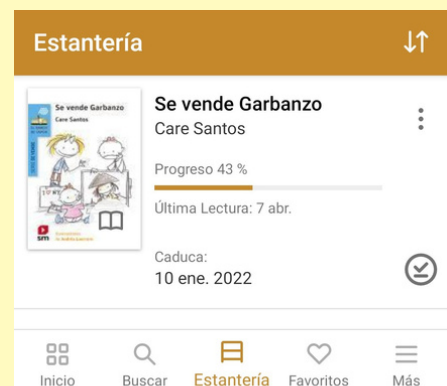 Estantería
Se vende Garbanzo
Care Santos
sm
Se vende Garbanzo
Care Santos
Progreso 43 %
Última Lectura: 7 abr.
Caduca:
10 ene. 2022
Inicio
Buscar
Estantería
Favoritos
Más